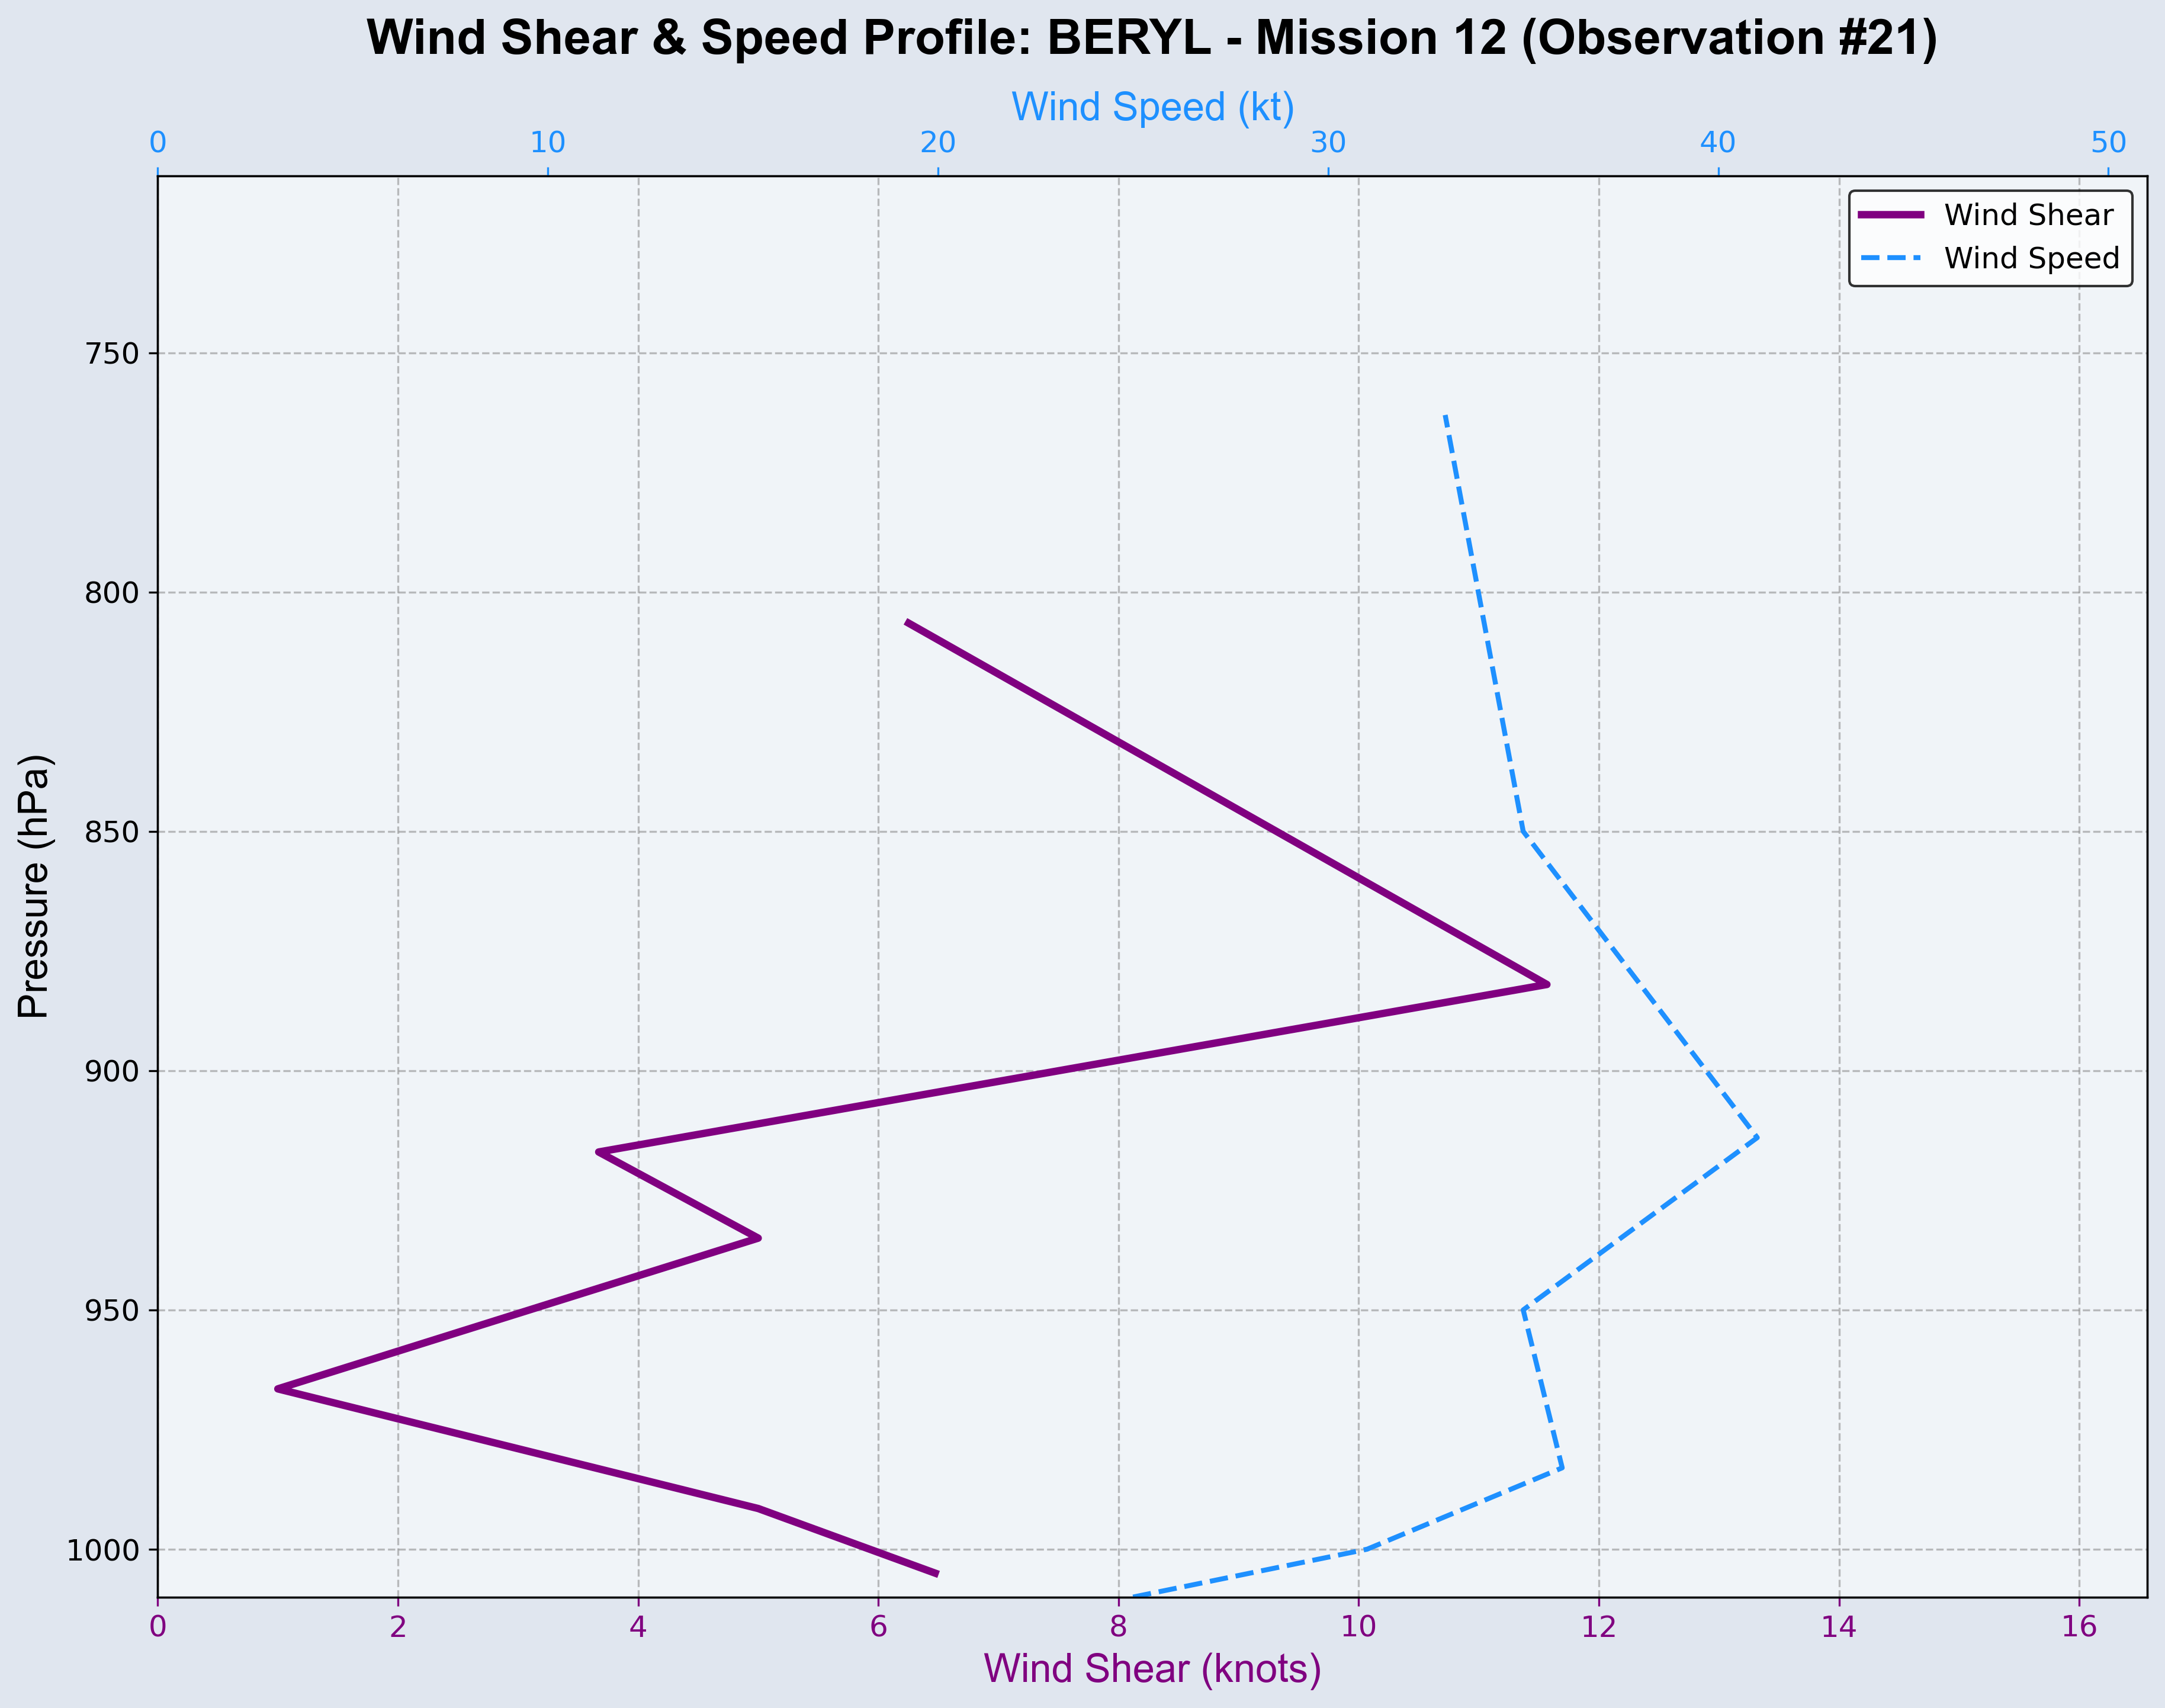 Wind Shear & Speed Profile: BERYL - Mission 12 (Observation #21)
Wind Speed (kt)
0 10 20 30 40 50
Wind Shear
Wind Speed
Pressure (hPa)
750
800
850
900
950
1000
0 2 4 6 8 10 12 14 16
Wind Shear (knots)